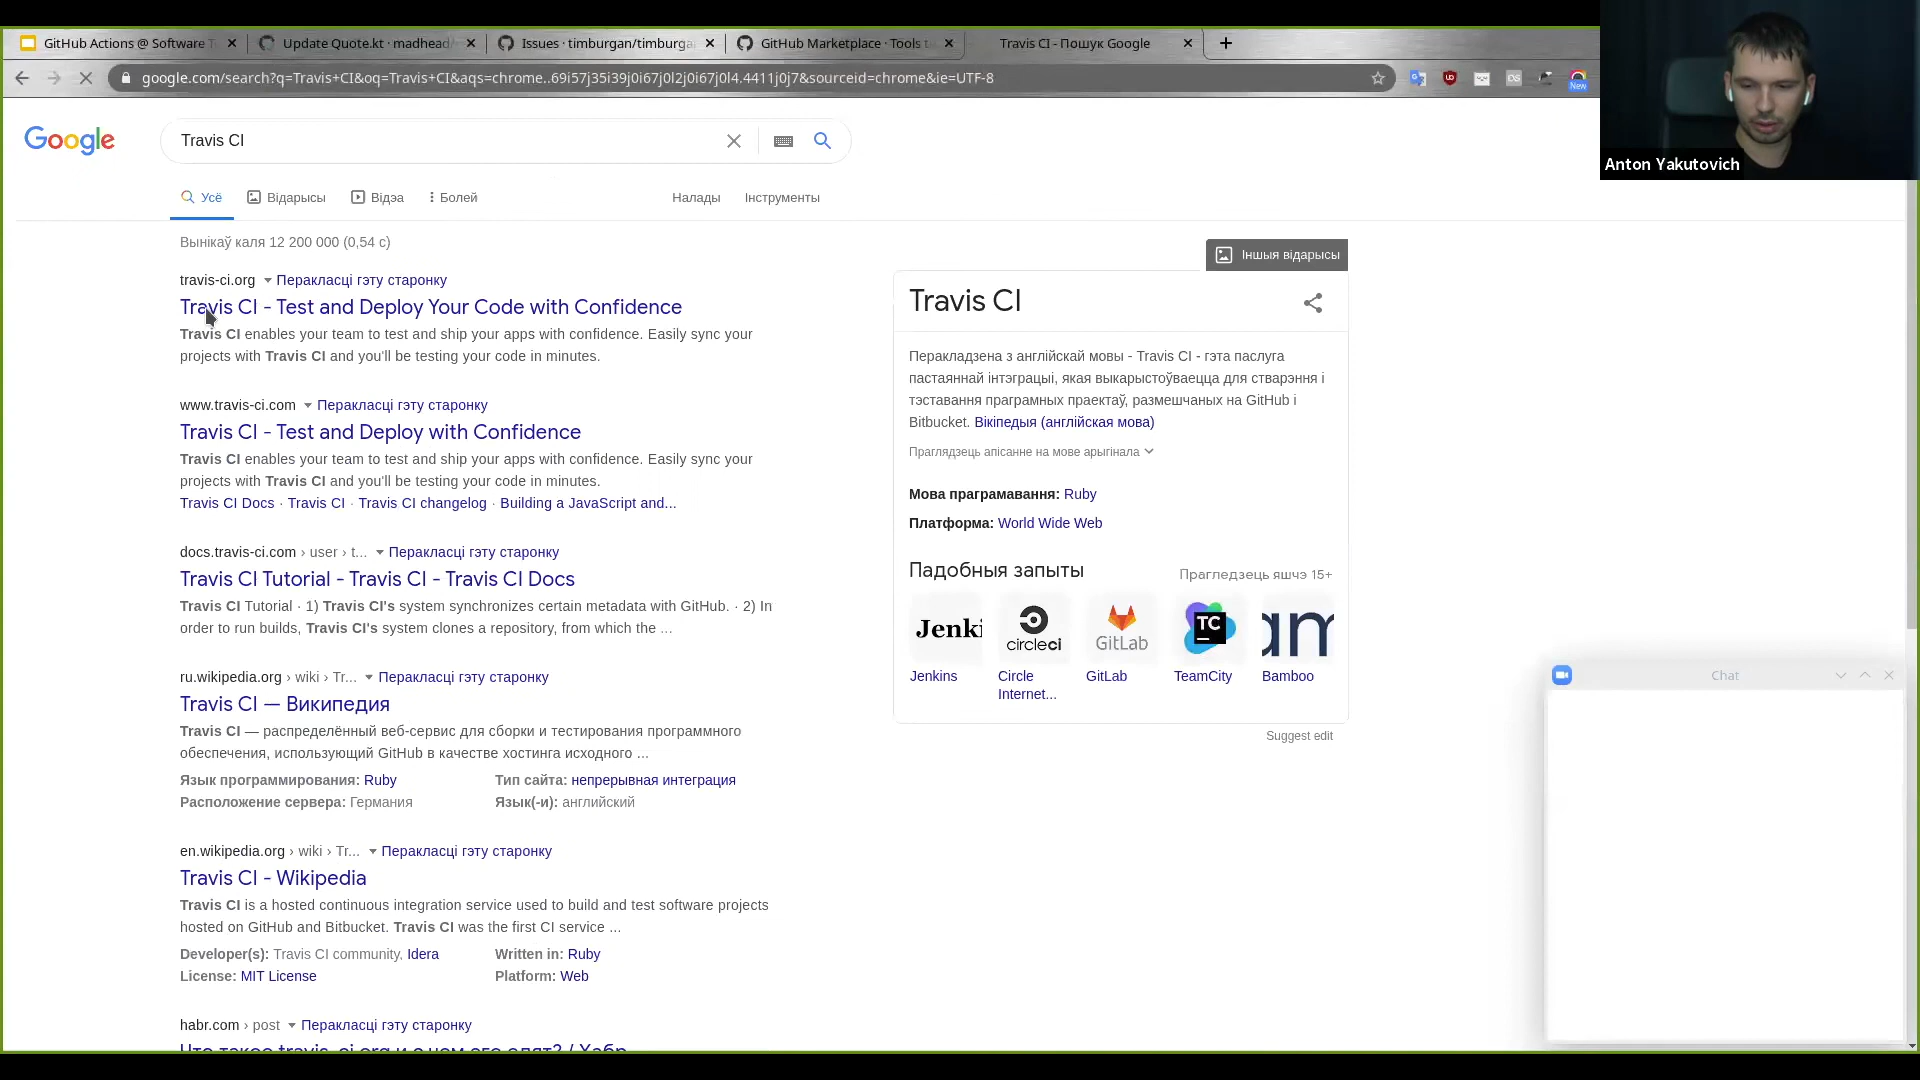 GitHub Actions @ Software T
Update Quote.kt · madhead/
Issues · timburgan/timburga
GitHub Marketplace · Tools t
Travis CI - Пошук Google
google.com/search?q=Travis+CI&oq=Travis+CI&aqs=chrome..69i57j35i39j0i67j0l2j0i67j0l4.4411j0j7&sourceid=chrome&ie=UTF-8
New
Anton Yakutovich
Google
Travis CI
Усё
Відарысы
Відэа
Болей
Налады
Інструменты
Вынікаў каля 12 200 000 (0,54 с)
travis-ci.org Перакласці гэту старонку
Travis CI - Test and Deploy Your Code with Confidence
Travis CI enables your team to test and ship your apps with confidence. Easily sync your
projects with Travis CI and you'll be testing your code in minutes.
www.travis-ci.com Перакласці гэту старонку
Travis CI - Test and Deploy with Confidence
Travis CI enables your team to test and ship your apps with confidence. Easily sync your
projects with Travis CI and you'll be testing your code in minutes.
Travis CI Docs · Travis CI · Travis CI changelog · Building a JavaScript and...
docs.travis-ci.com › user › t... Перакласці гэту старонку
Travis CI Tutorial - Travis CI - Travis CI Docs
Travis CI Tutorial · 1) Travis CI's system synchronizes certain metadata with GitHub. · 2) In
order to run builds, Travis CI's system clones a repository, from which the ...
ru.wikipedia.org › wiki › Tr... Перакласці гэту старонку
Travis CI — Википедия
Travis CI — распределённый веб-сервис для сборки и тестирования программного
обеспечения, использующий GitHub в качестве хостинга исходного ...
Язык программирования: Ruby
Тип сайта: непрерывная интеграция
Расположение сервера: Германия
Язык(-и): английский
en.wikipedia.org › wiki › Tr... Перакласці гэту старонку
Travis CI - Wikipedia
Travis CI is a hosted continuous integration service used to build and test software projects
hosted on GitHub and Bitbucket. Travis CI was the first CI service ...
Developer(s): Travis CI community, Idera
Written in: Ruby
License: MIT License
Platform: Web
habr.com › post Перакласці гэту старонку
Что такое travis-ci.org и с чем его едят? / Хабр
Іншыя відарысы
Travis CI
Перакладзена з англійскай мовы - Travis CI - гэта паслуга
пастаяннай інтэграцыі, якая выкарыстоўваецца для стварэння і
тэставання праграмных праектаў, размешчаных на GitHub і
Bitbucket. Вікіпедыя (англійская мова)
Праглядзець апісанне на мове арыгінала
Мова праграмавання: Ruby
Платформа: World Wide Web
Падобныя запыты
Прагледзець яшчэ 15+
Jenki
circleci
GitLab
TC
am
Jenkins
Circle
Internet...
GitLab
TeamCity
Bamboo
Suggest edit
Chat